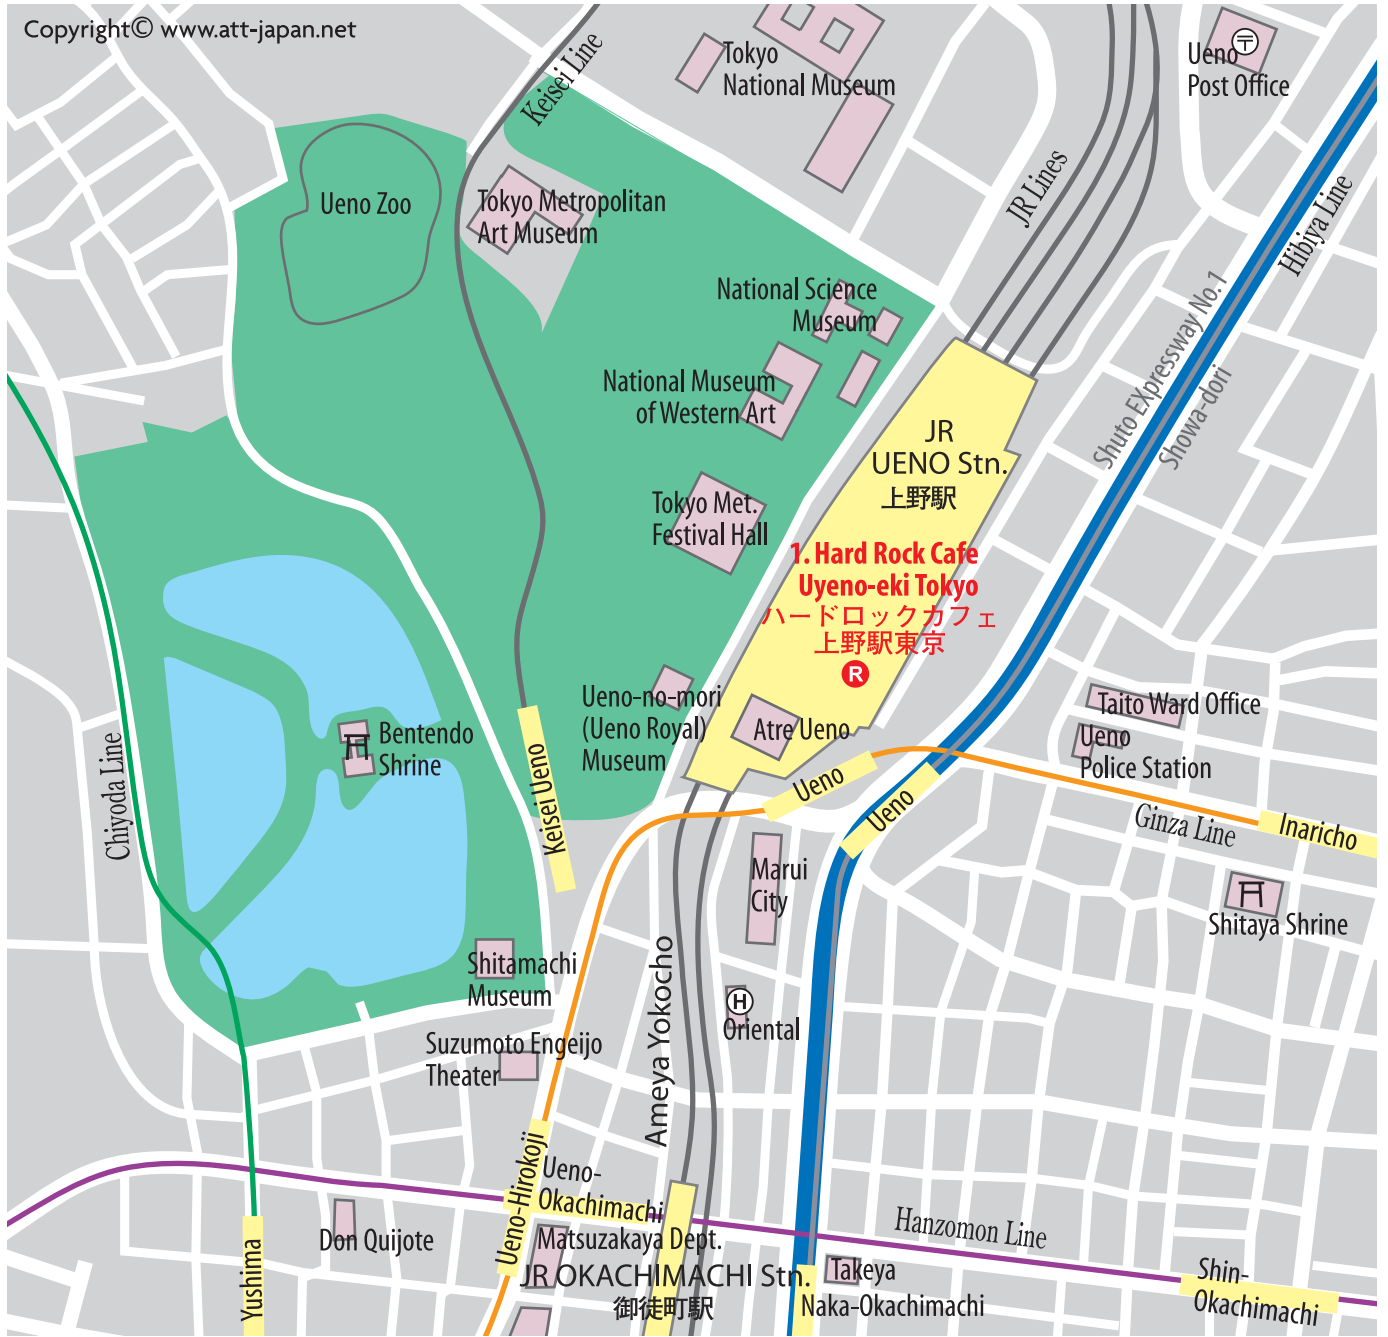 Copyright© www.att-japan.net
Keisei Line
Tokyo
National Museum
Ueno
〒
Post Office
JR Lines
Hibiya Line
Ueno Zoo
Tokyo Metropolitan
Art Museum
National Science
Museum
Shuto EXpressway No.1
Showa-dori
National Museum
of Western Art
JR
UENO Stn.
上野駅
Tokyo Met.
Festival Hall
1. Hard Rock Cafe
Uyeno-eki Tokyo
ハードロックカフェ
上野駅東京
R
Ueno-no-mori
(Ueno Royal)
Museum
Atre Ueno
Taito Ward Office
Ueno
Police Station
Bentendo
Shrine
Chiyoda Line
Keisei Ueno
Ueno
Ueno
Ginza Line
Inaricho
Marui
City
Shitaya Shrine
Shitamachi
Museum
Ameya Yokocho
H
Oriental
Suzumoto Engeijo
Theater
Ueno-Hirokoji
Ueno-
Okachimachi
Hanzomon Line
Don Quijote
Yushima
Matsuzakaya Dept.
JR OKACHIMACHI Stn.
御徒町駅
Takeya
Naka-Okachimachi
Shin-
Okachimachi